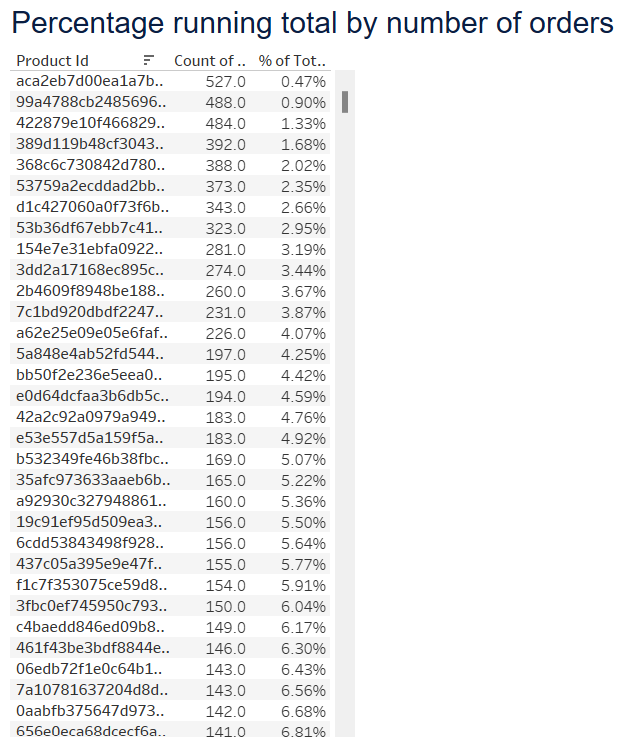 Percentage running total by number of orders
Product Id Count of .. % of Tot..
aca2eb7d00ea1a7b.. 527.0 0.47%
99a4788cb2485696.. 488.0 0.90%
422879e10f466829.. 484.0 1.33%
389d119b48cf3043.. 392.0 1.68%
368c6c730842d780.. 388.0 2.02%
53759a2ecddad2bb.. 373.0 2.35%
d1c427060a0f73f6b.. 343.0 2.66%
53b36df67ebb7c41.. 323.0 2.95%
154e7e31ebfa0922.. 281.0 3.19%
3dd2a17168ec895c.. 274.0 3.44%
2b4609f8948be188.. 260.0 3.67%
7c1bd920dbdf2247.. 231.0 3.87%
a62e25e09e05e6faf.. 226.0 4.07%
5a848e4ab52fd544.. 197.0 4.25%
bb50f2e236e5eea0.. 195.0 4.42%
e0d64dcfaa3b6db5c.. 194.0 4.59%
42a2c92a0979a949.. 183.0 4.76%
e53e557d5a159f5a.. 183.0 4.92%
b532349fe46b38fbc.. 169.0 5.07%
35afc973633aaeb6b.. 165.0 5.22%
a92930c327948861.. 160.0 5.36%
19c91ef95d509ea3.. 156.0 5.50%
6cdd53843498f928.. 156.0 5.64%
437c05a395e9e47f.. 155.0 5.77%
f1c7f353075ce59d8.. 154.0 5.91%
3fbc0ef745950c793.. 150.0 6.04%
c4baedd846ed09b8.. 149.0 6.17%
461f43be3bdf8844e.. 146.0 6.30%
06edb72f1e0c64b1.. 143.0 6.43%
7a10781637204d8d.. 143.0 6.56%
0aabfb375647d973.. 142.0 6.68%
656e0eca68dcecf6a.. 141.0 6.81%